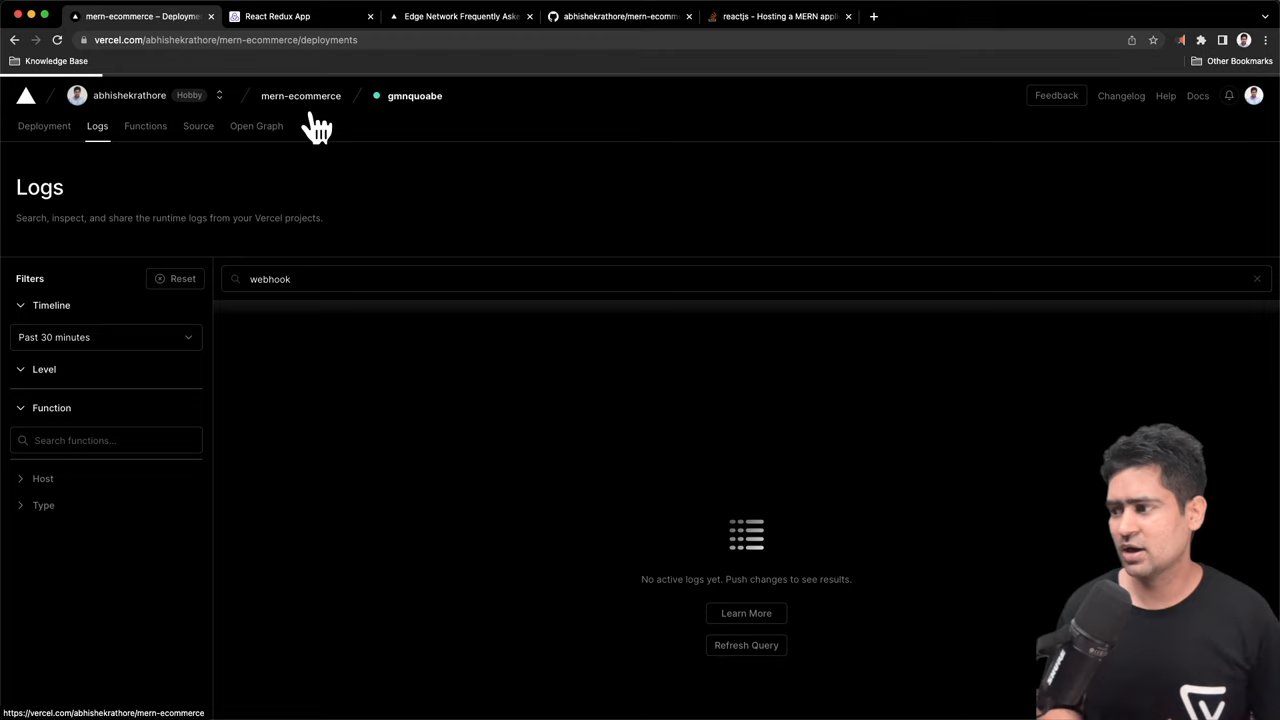 mern-ecommerce – Deployme
React Redux App
Edge Network Frequently Aske
abhishekrathore/mern-ecomm
reactjs - Hosting a MERN appli
vercel.com/abhishekrathore/mern-ecommerce/deployments
Knowledge Base
Other Bookmarks
abhishekrathore Hobby / mern-ecommerce / gmnquoabe
Feedback
Changelog
Help
Docs
Deployment
Logs
Functions
Source
Open Graph
Logs
Search, inspect, and share the runtime logs from your Vercel projects.
Filters
Reset
webhook
Timeline
Past 30 minutes
Level
Function
Search functions...
Host
Type
No active logs yet. Push changes to see results.
Learn More
Refresh Query
https://vercel.com/abhishekrathore/mern-ecommerce